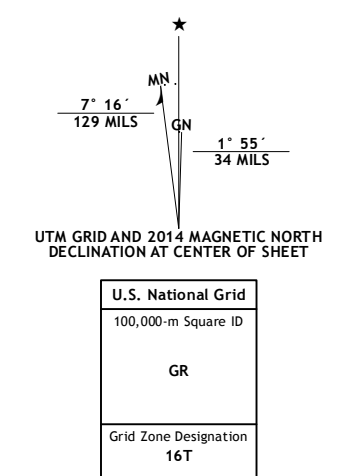 ★
MN
7° 16´
129 MILS
GN
1° 55´
34 MILS
UTM GRID AND 2014 MAGNETIC NORTH
DECLINATION AT CENTER OF SHEET
U.S. National Grid
100,000-m Square ID
GR
Grid Zone Designation
16T